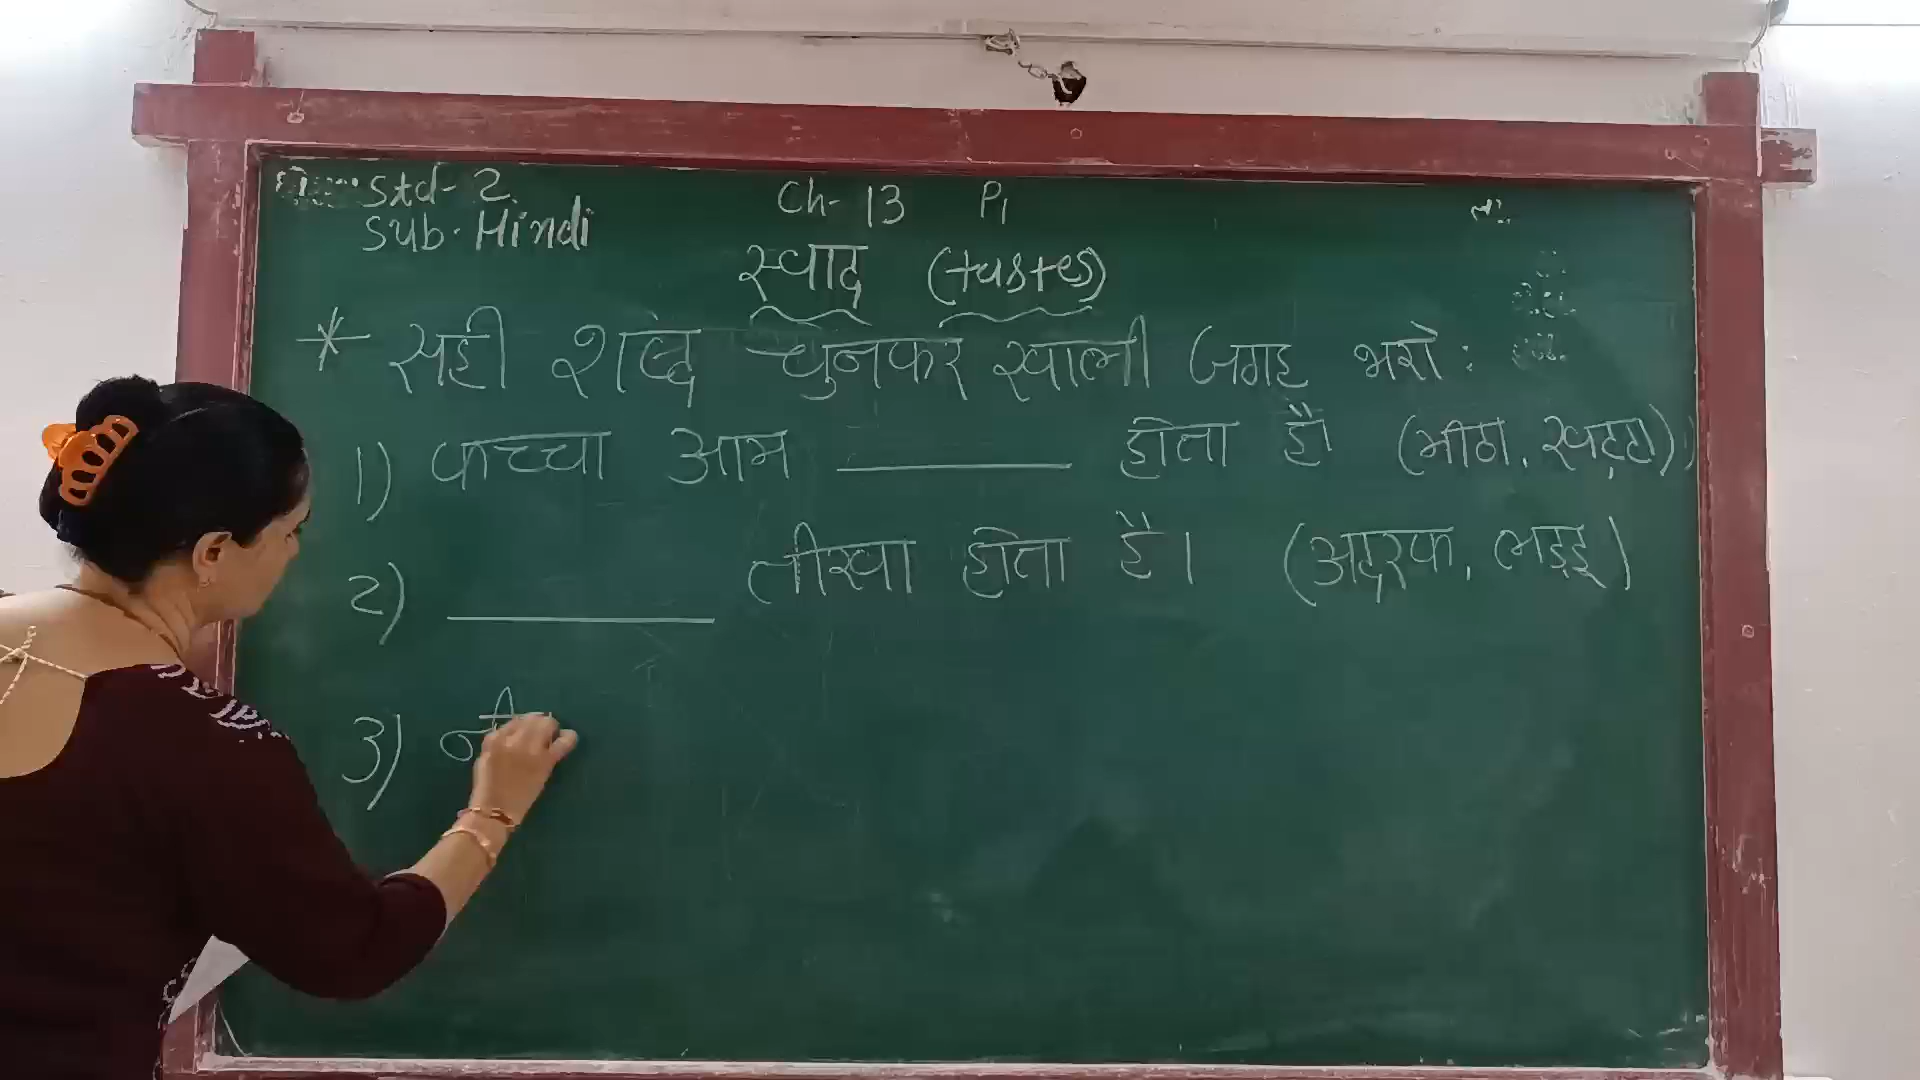 Std-2 Ch-13 P1
Sub-Hindi
स्वाद (tastes)
* सही शब्द चुनकर खाली जगह भरो :
1) कच्चा आम ______ होता है। (मीठा, खट्टा)
2) ______ तीखा होता है। (अदरक, लड्डू)
3)